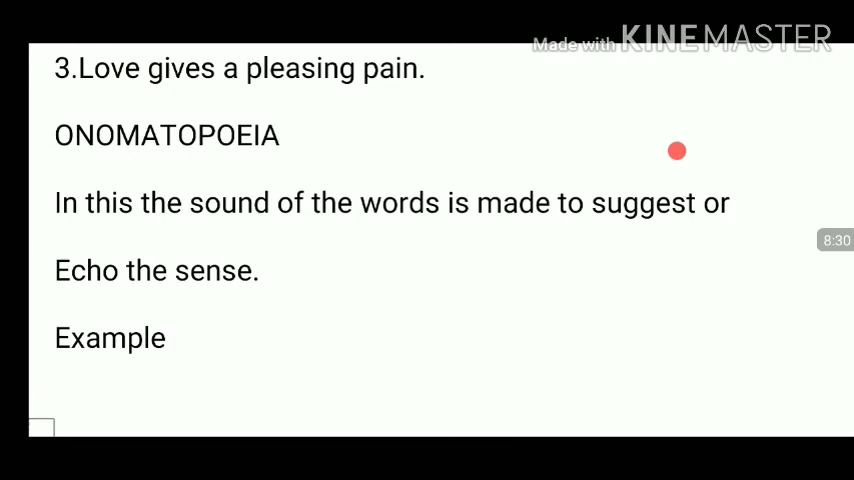 Made with KINEMASTER
3.Love gives a pleasing pain.
ONOMATOPOEIA
In this the sound of the words is made to suggest or
8:30
Echo the sense.
Example